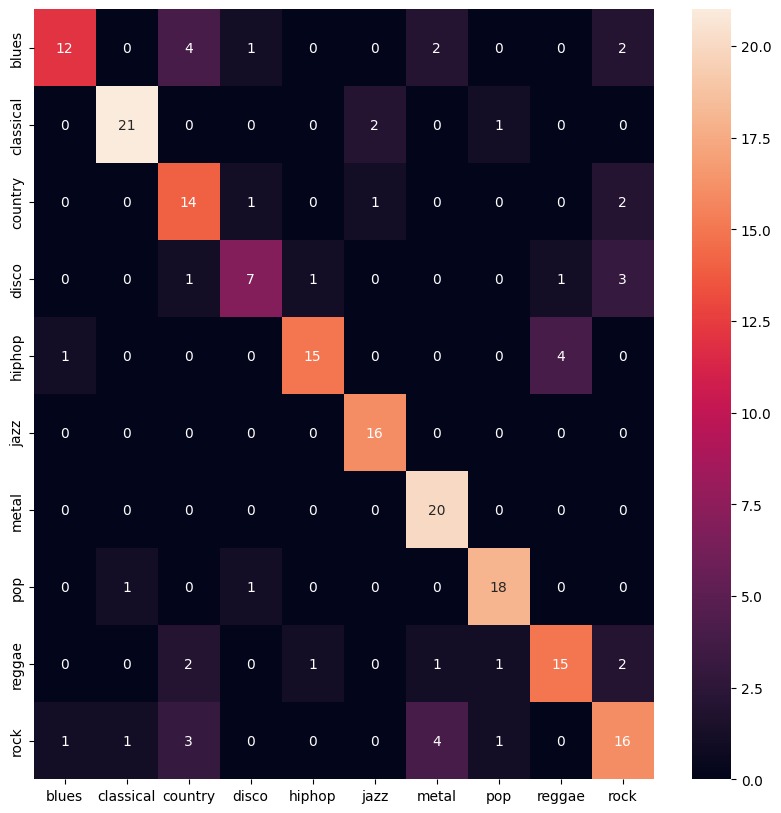 blues 12 0 4 1 0 0 2 0 0 2
classical 0 21 0 0 0 2 0 1 0 0
country 0 0 14 1 0 1 0 0 0 2
disco 0 0 1 7 1 0 0 0 1 3
hiphop 1 0 0 0 15 0 0 0 4 0
jazz 0 0 0 0 0 16 0 0 0 0
metal 0 0 0 0 0 0 20 0 0 0
pop 0 1 0 1 0 0 0 18 0 0
reggae 0 0 2 0 1 0 1 1 15 2
rock 1 1 3 0 0 0 4 1 0 16
blues classical country disco hiphop jazz metal pop reggae rock
20.0
17.5
15.0
12.5
10.0
7.5
5.0
2.5
0.0